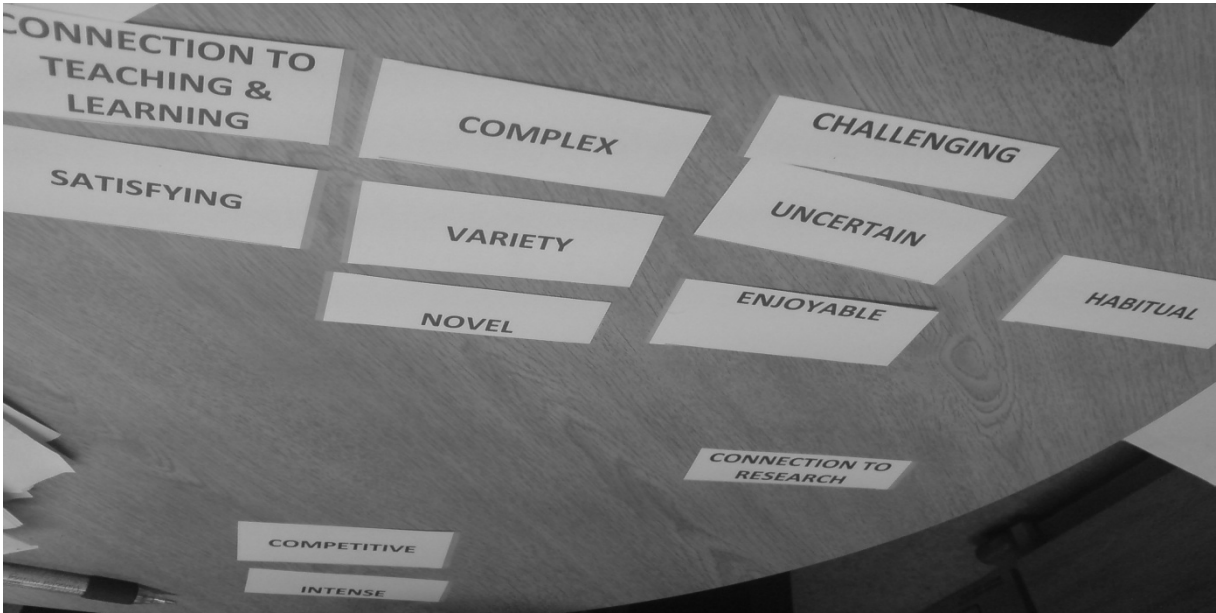 CONNECTION TO
TEACHING &
LEARNING
COMPLEX
CHALLENGING
SATISFYING
VARIETY
UNCERTAIN
NOVEL
ENJOYABLE
HABITUAL
CONNECTION TO
RESEARCH
COMPETITIVE
INTENSE